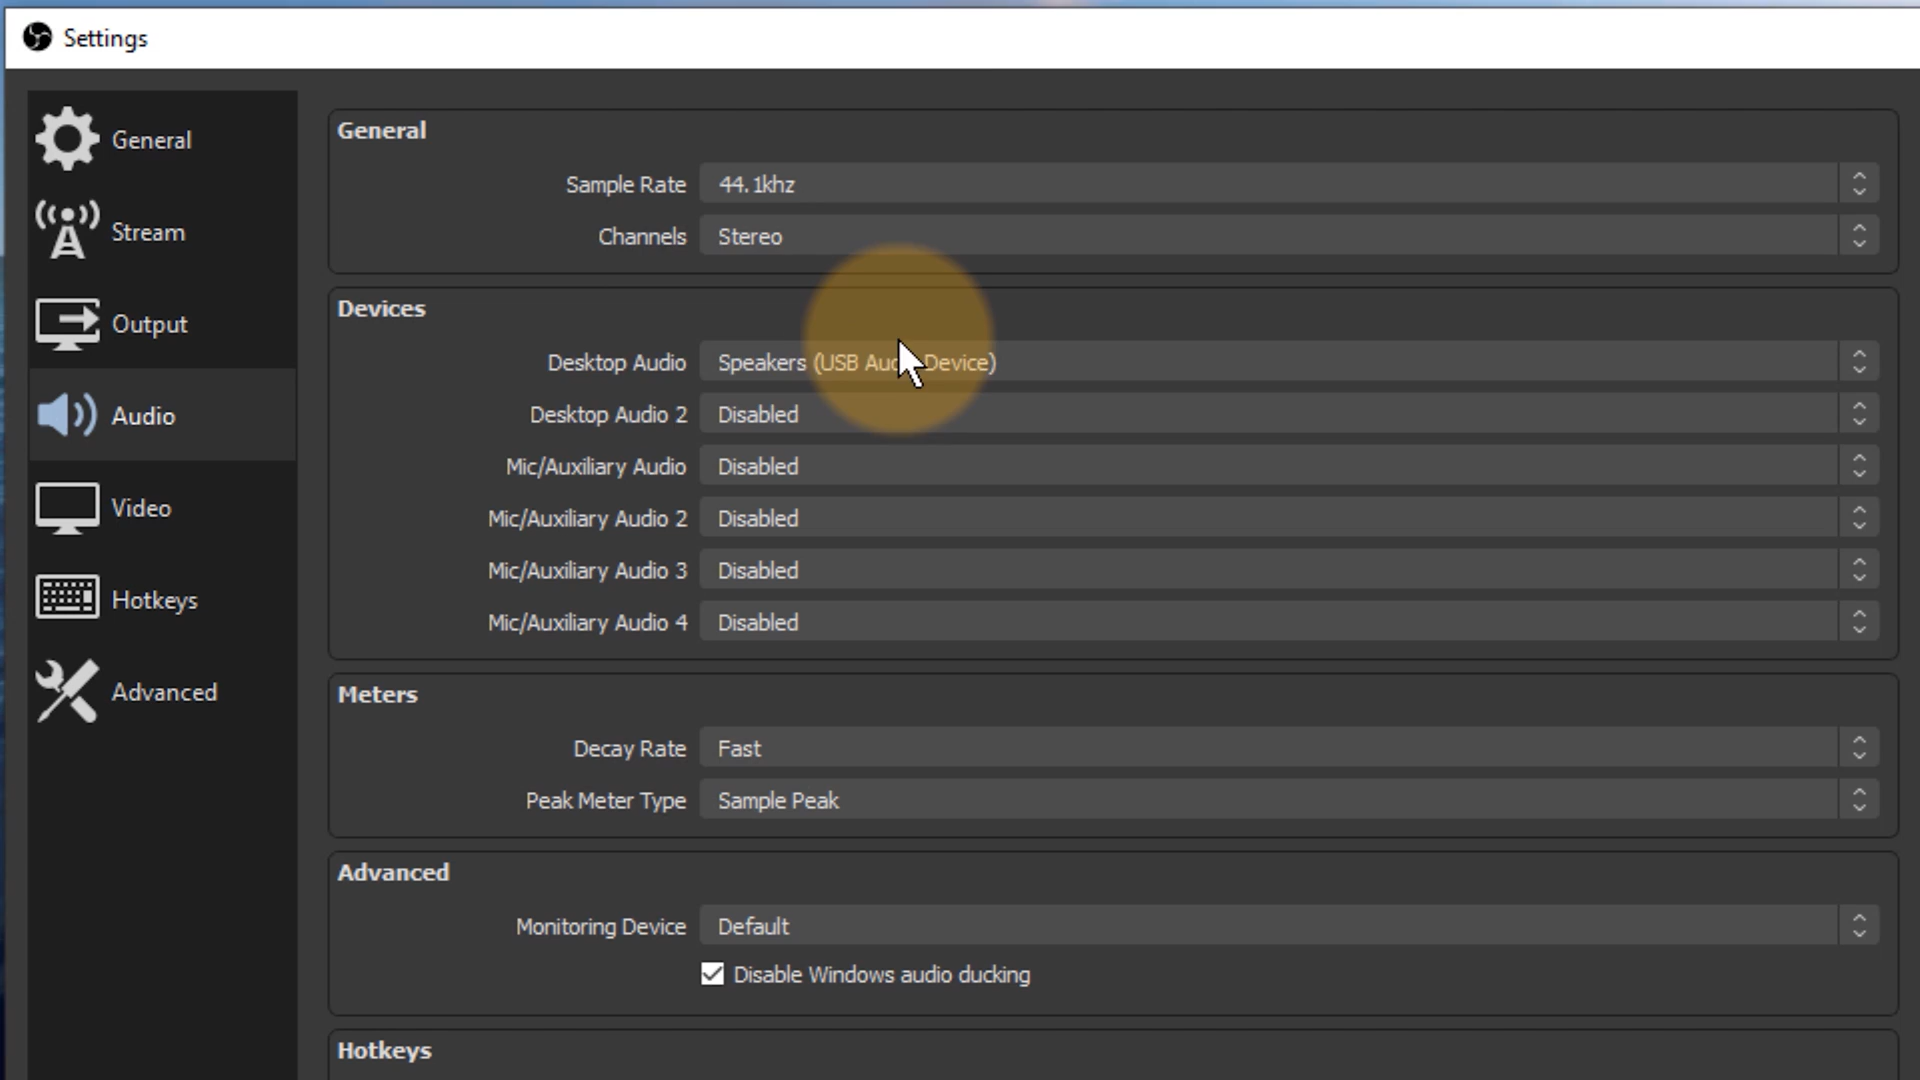 Settings
General
Stream
Output
Audio
Video
Hotkeys
Advanced
General
Sample Rate 44.1khz
Channels Stereo
Devices
Desktop Audio Speakers (USB Device)
Desktop Audio 2 Disabled
Mic/Auxiliary Audio Disabled
Mic/Auxiliary Audio 2 Disabled
Mic/Auxiliary Audio 3 Disabled
Mic/Auxiliary Audio 4 Disabled
Meters
Decay Rate Fast
Peak Meter Type Sample Peak
Advanced
Monitoring Device Default
Disable Windows audio ducking
Hotkeys